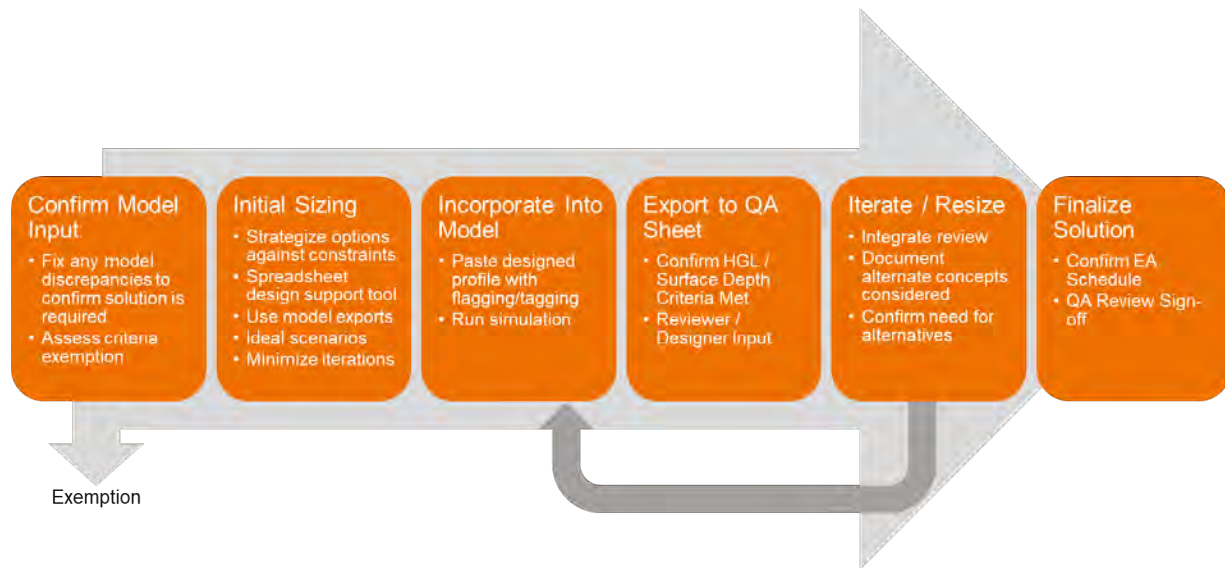 Confirm Model
Input
• Fix any model
discrepancies to
confirm solution is
required
• Assess criteria
exemption
Initial Sizing
• Strategize options
against constraints
• Spreadsheet
design support tool
• Use model exports
• Ideal scenarios
• Minimize iterations
Incorporate Into
Model
• Paste designed
profile with
flagging/tagging
• Run simulation
Export to QA
Sheet
• Confirm HGL /
Surface Depth
Criteria Met
• Reviewer /
Designer Input
Iterate / Resize
• Integrate review
• Document
alternate concepts
considered
• Confirm need for
alternatives
Finalize
Solution
• Confirm EA
Schedule
• QA Review Sign-
off
Exemption